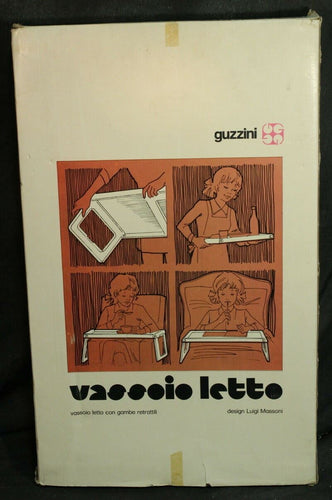 guzzini
vassoio letto
vassoio letto con gambe retrattili
design Luigi Massoni